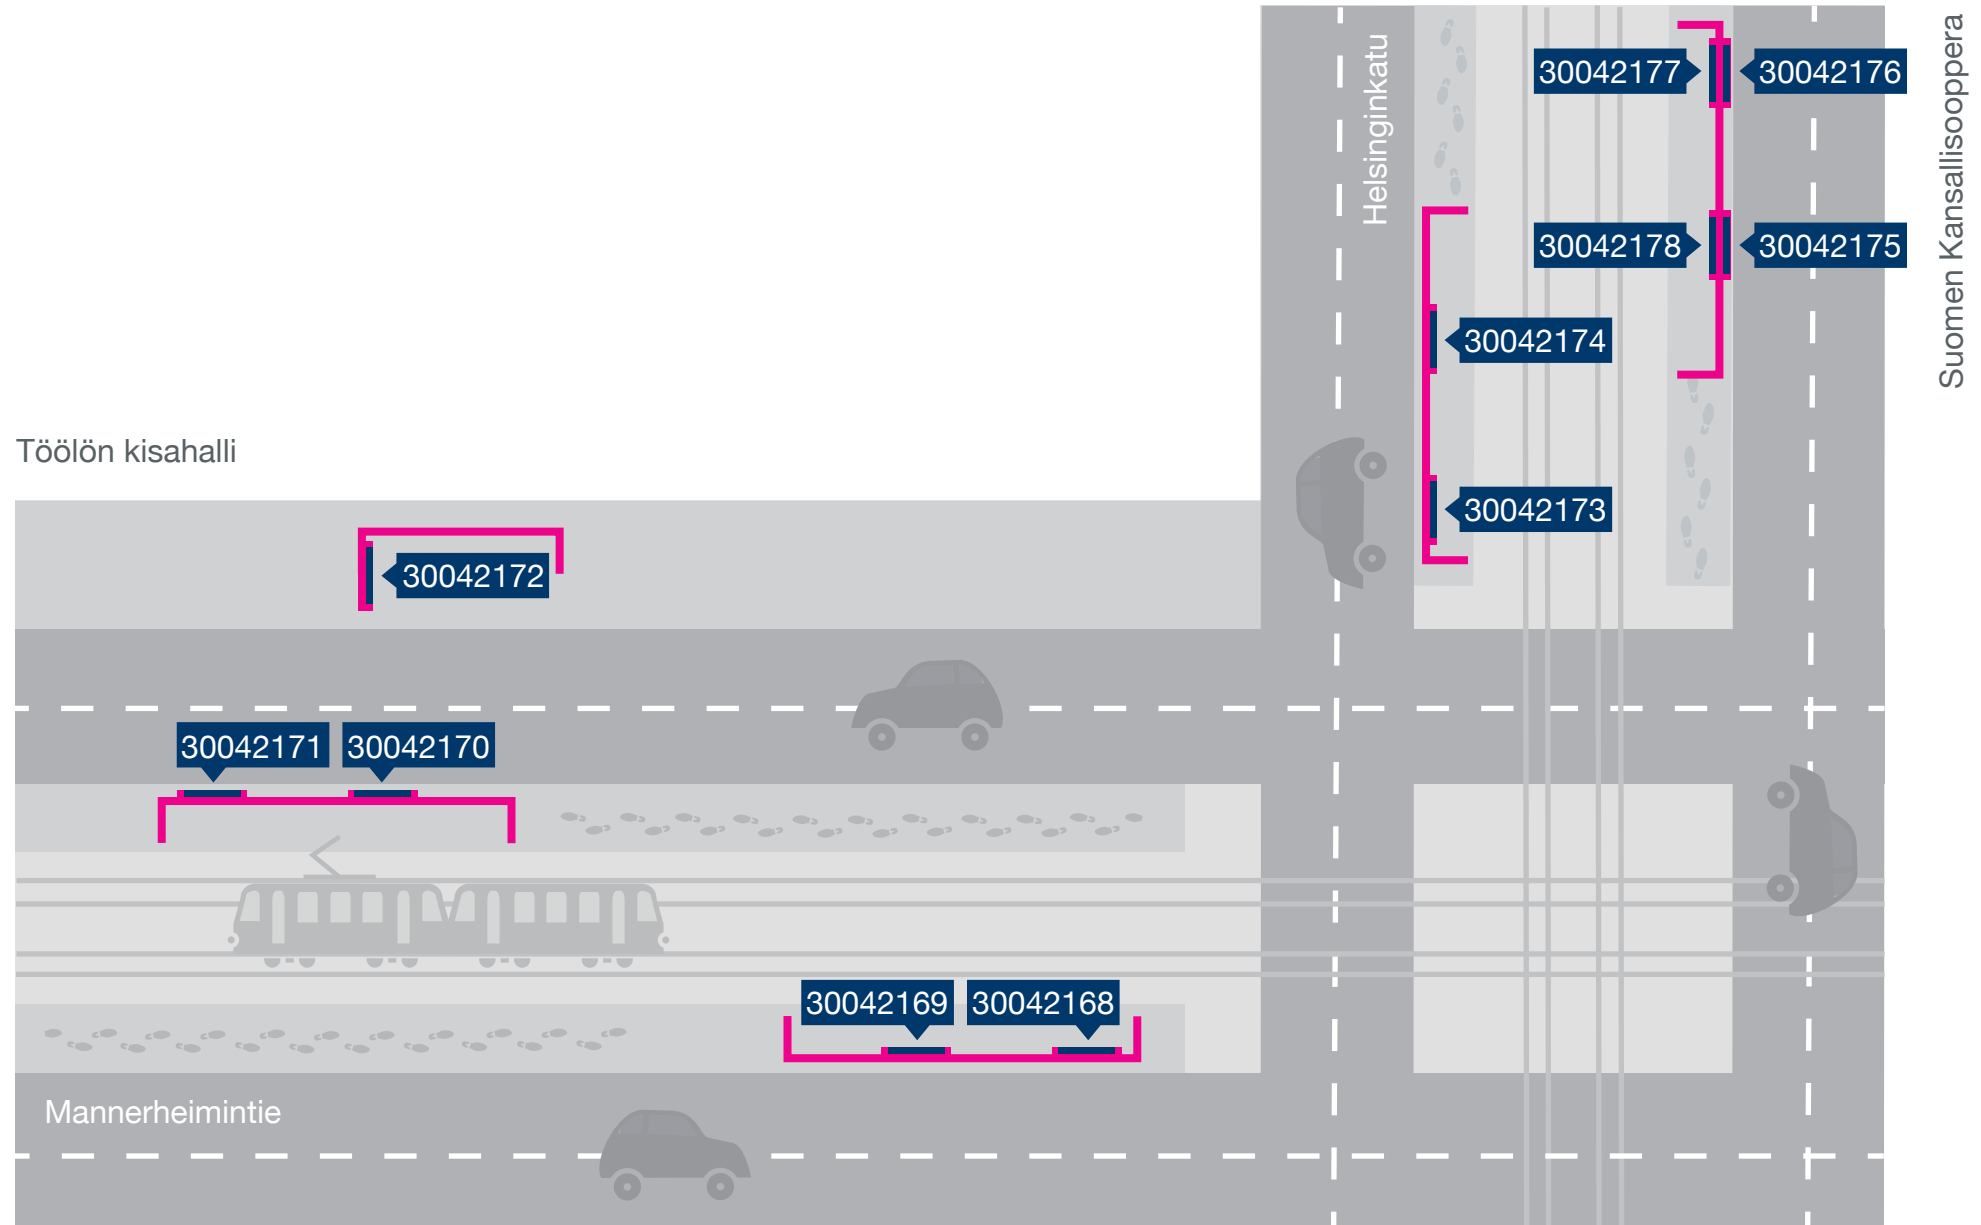 Helsinginkatu
30042177
30042176
Suomen Kansallisooppera
30042178
30042175
30042174
Töölön kisahalli
30042173
30042172
30042171
30042170
30042169
30042168
Mannerheimintie